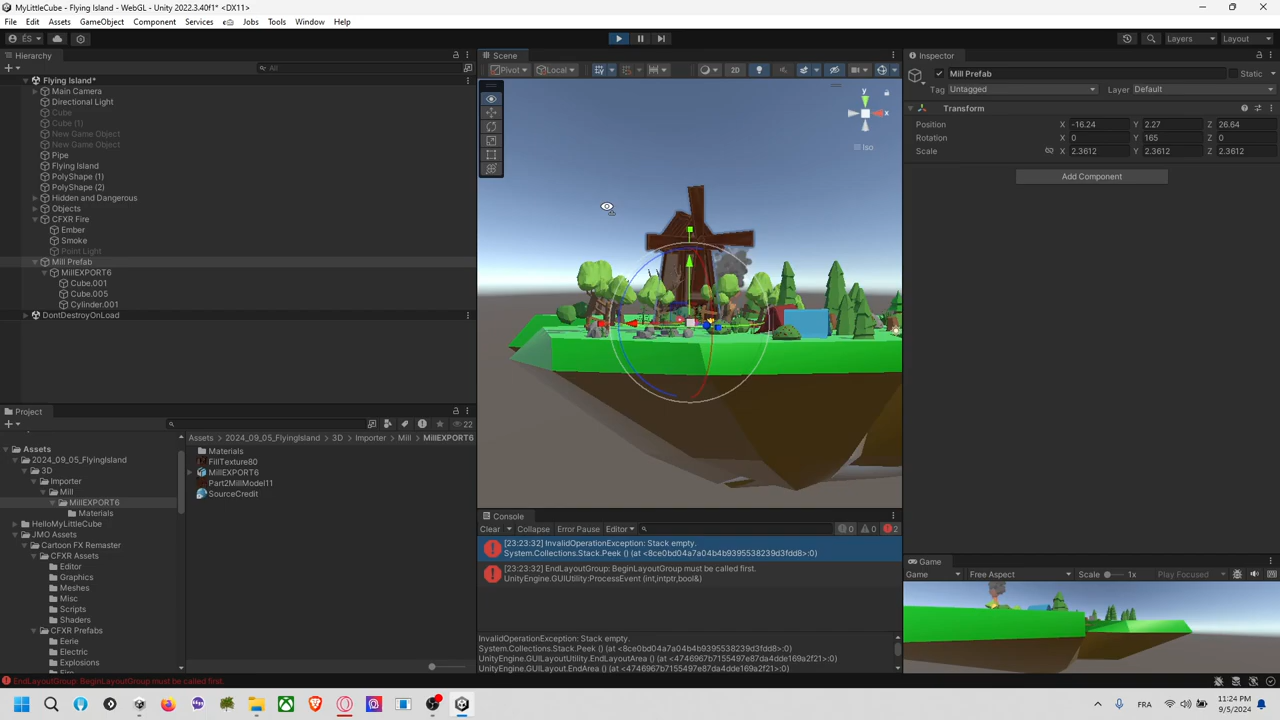 MyLittleCube - Flying Island - WebGL - Unity 2022.3.40f1* <DX11>
File Edit Assets GameObject Component Services Jobs Tools Window Help
ÉS Layers Layout
Hierarchy
All
Flying Island*
Main Camera
Directional Light
Cube
Cube (1)
New Game Object
New Game Object
Pipe
Flying Island
PolyShape (1)
PolyShape (2)
Hidden and Dangerous
Objects
CFXR Fire
Ember
Smoke
Point Light
Mill Prefab
MillEXPORT6
Cube.001
Cube.005
Cylinder.001
DontDestroyOnLoad
Scene
Pivot Local 2D
y
x
Iso
Inspector
Mill Prefab Static
Tag Untagged Layer Default
Transform
Position X -16.24 Y 2.27 Z 26.64
Rotation X 0 Y 165 Z 0
Scale X 2.3612 Y 2.3612 Z 2.3612
Add Component
Project
22
Assets
2024_09_05_FlyingIsland
3D
Importer
Mill
MillEXPORT6
Materials
HelloMyLittleCube
JMO Assets
Cartoon FX Remaster
CFXR Assets
Editor
Graphics
Meshes
Misc
Scripts
Shaders
CFXR Prefabs
Eerie
Electric
Explosions
Assets > 2024_09_05_FlyingIsland > 3D > Importer > Mill > MillEXPORT6
Materials
FillTexture80
MillEXPORT6
Part2MillModel11
SourceCredit
Console
Clear Collapse Error Pause Editor 0 0 2
[23:23:32] InvalidOperationException: Stack empty.
System.Collections.Stack.Peek () (at <8ce0bd04a7a04b4b9395538239d3fdd8>:0)
[23:23:32] EndLayoutGroup: BeginLayoutGroup must be called first.
UnityEngine.GUIUtility:ProcessEvent (int,intptr,bool&)
InvalidOperationException: Stack empty.
System.Collections.Stack.Peek () (at <8ce0bd04a7a04b4b9395538239d3fdd8>:0)
UnityEngine.GUILayoutUtility.EndLayoutArea () (at <4746967b7155497e87da4dde169a2f21>:0)
UnityEngine.GUILayout.EndArea () (at <4746967b7155497e87da4dde169a2f21>:0)
Game
Game Free Aspect Scale 1x Play Focused
EndLayoutGroup: BeginLayoutGroup must be called first.
FRA
11:24 PM
9/5/2024